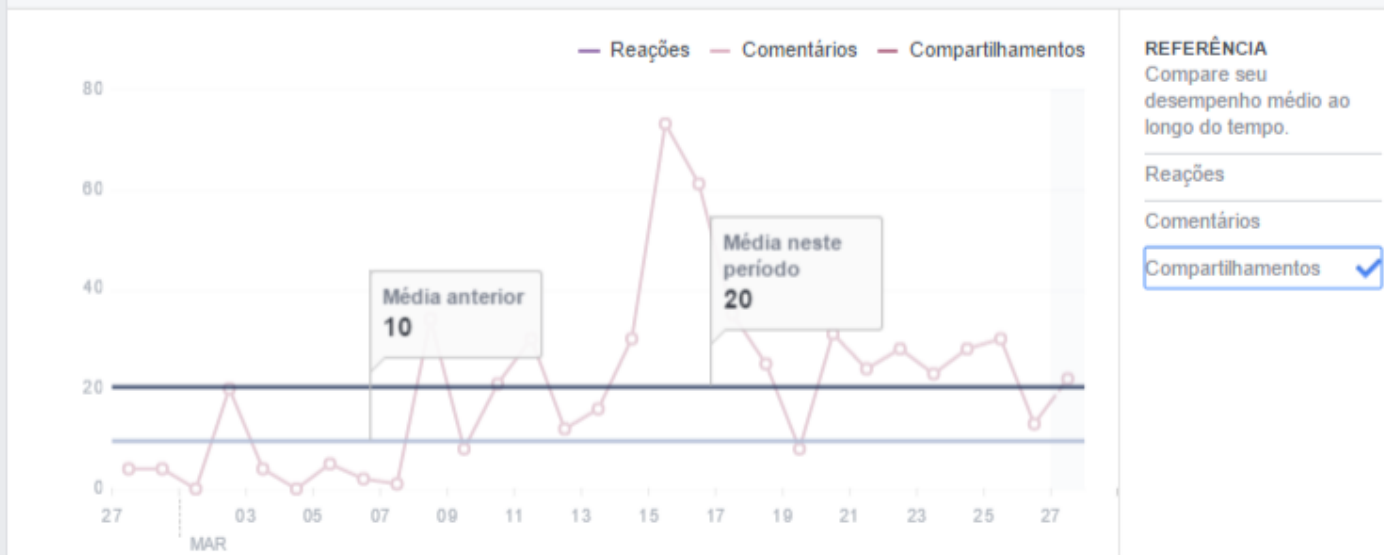 Reações Comentários Compartilhamentos
80
60
40
20
0
Média anterior
10
Média neste
período
20
27 03 05 07 09 11 13 15 17 19 21 23 25 27
MAR
REFERÊNCIA
Compare seu
desempenho médio ao
longo do tempo.
Reações
Comentários
Compartilhamentos